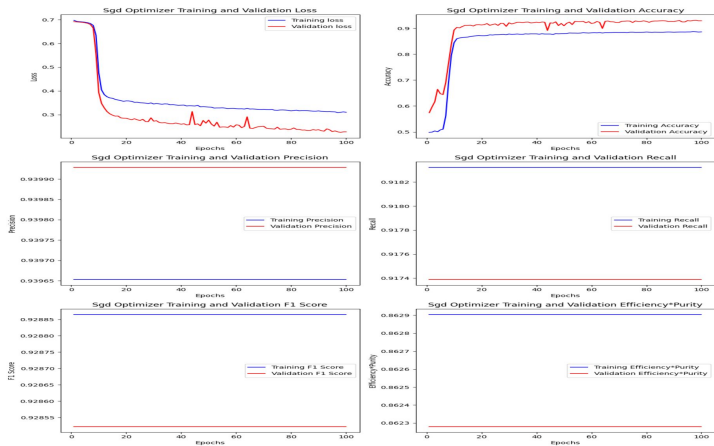 Sgd Optimizer Training and Validation Loss
0.7
0.6
0.5
0.4
0.3
Loss
Training loss
Validation loss
0
20
40
60
80
100
Epochs
Sgd Optimizer Training and Validation Accuracy
0.9
0.8
0.7
0.6
0.5
Accuracy
Training Accuracy
Validation Accuracy
0
20
40
60
80
100
Epochs
Sgd Optimizer Training and Validation Precision
0.93990
0.93985
0.93980
0.93975
0.93970
0.93965
Precision
Training Precision
Validation Precision
0
20
40
60
80
100
Epochs
Sgd Optimizer Training and Validation Recall
0.9182
0.9180
0.9178
0.9176
0.9174
Recall
Training Recall
Validation Recall
0
20
40
60
80
100
Epochs
Sgd Optimizer Training and Validation F1 Score
0.92885
0.92880
0.92875
0.92870
0.92865
0.92860
0.92855
F1 Score
Training F1 Score
Validation F1 Score
0
20
40
60
80
100
Epochs
Sgd Optimizer Training and Validation Efficiency*Purity
0.8629
0.8628
0.8627
0.8626
0.8625
0.8624
0.8623
Efficiency*Purity
Training Efficiency*Purity
Validation Efficiency*Purity
0
20
40
60
80
100
Epochs